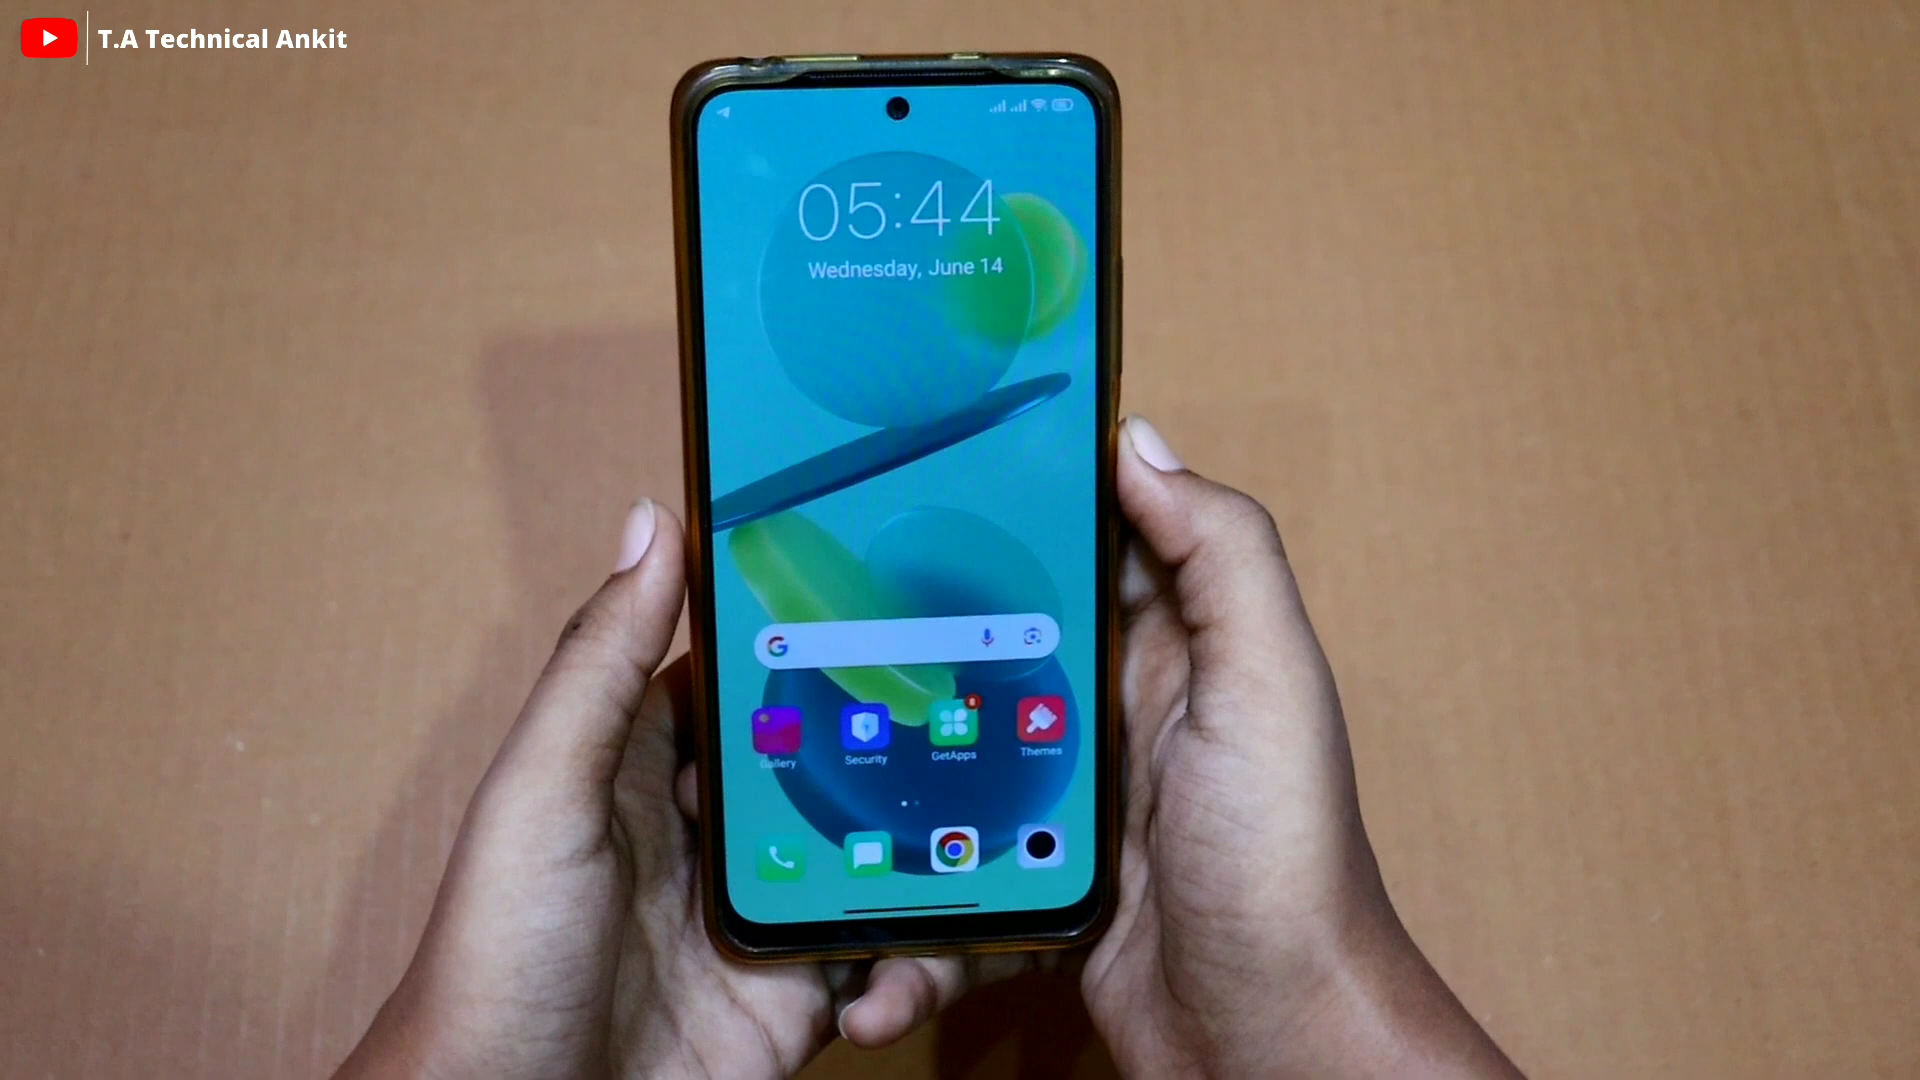 T.A Technical Ankit
05:44
Wednesday, June 14
Gallery
Security
GetApps
Themes